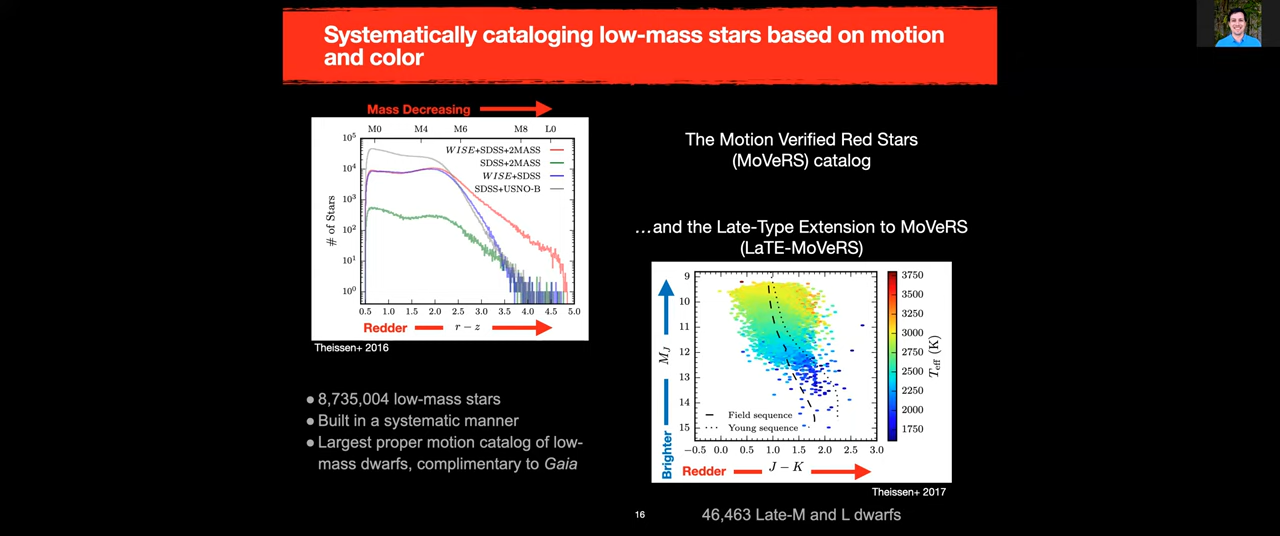 Systematically cataloging low-mass stars based on motion
and color
Mass Decreasing
M0 M4 M6 M8 L0
10^5
10^4
10^3
10^2
10^1
10^0
# of Stars
WISE+SDSS+2MASS
SDSS+2MASS
WISE+SDSS
SDSS+USNO-B
0.5 1.0 1.5 2.0 2.5 3.0 3.5 4.0 4.5 5.0
Redder r − z
Theissen+ 2016
● 8,735,004 low-mass stars
● Built in a systematic manner
● Largest proper motion catalog of low-
mass dwarfs, complimentary to Gaia
The Motion Verified Red Stars
(MoVeRS) catalog
...and the Late-Type Extension to MoVeRS
(LaTE-MoVeRS)
Brighter
M_J
9
10
11
12
13
14
15
Field sequence
Young sequence
−0.5 0.0 0.5 1.0 1.5 2.0 2.5 3.0
Redder J − K
3750
3500
3250
3000
2750
2500
2250
2000
1750
T_eff (K)
Theissen+ 2017
46,463 Late-M and L dwarfs
16